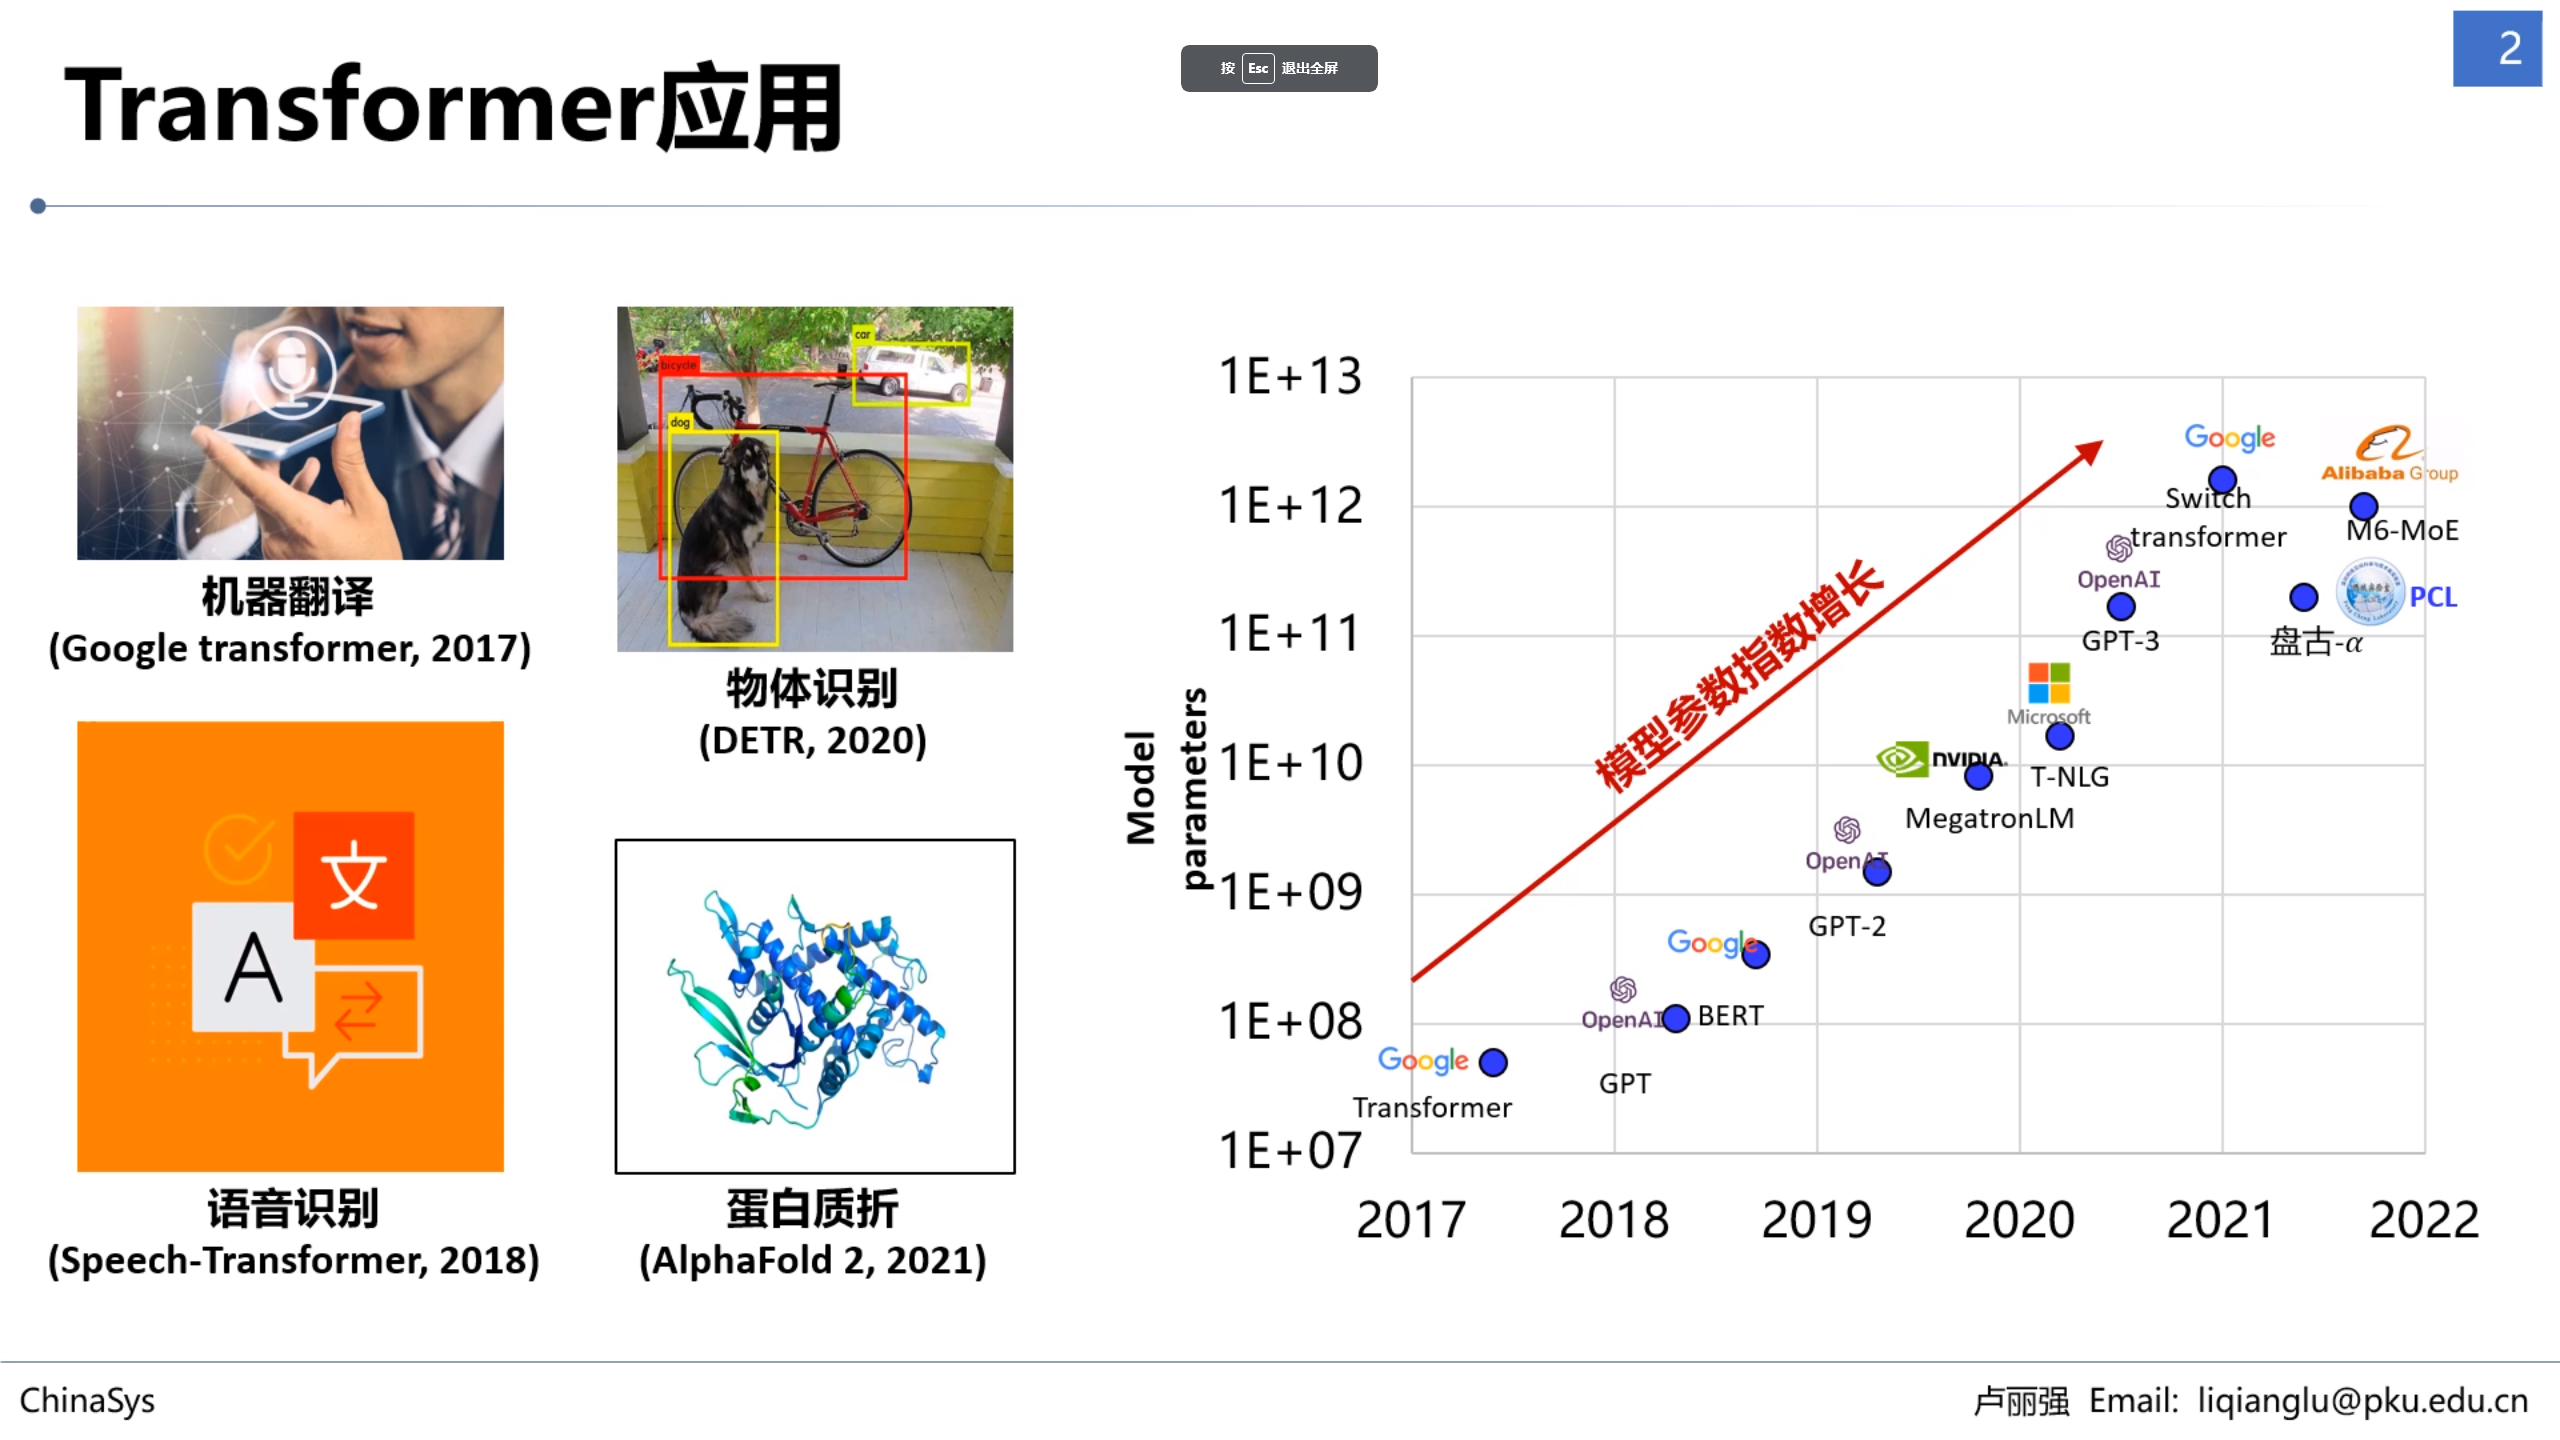 2
按 Esc 退出全屏
Transformer应用
机器翻译
(Google transformer, 2017)
car
bicycle
dog
物体识别
(DETR, 2020)
文
A
语音识别
(Speech-Transformer, 2018)
蛋白质折
(AlphaFold 2, 2021)
Model
parameters
1E+13
1E+12
1E+11
1E+10
1E+09
1E+08
1E+07
2017
2018
2019
2020
2021
2022
模型参数指数增长
Google
Transformer
OpenAI
GPT
Google
BERT
OpenAI
GPT-2
NVIDIA
MegatronLM
Microsoft
T-NLG
OpenAI
GPT-3
Google
Switch
transformer
Alibaba Group
M6-MoE
PCL
盘古-α
ChinaSys
卢丽强 Email: liqianglu@pku.edu.cn